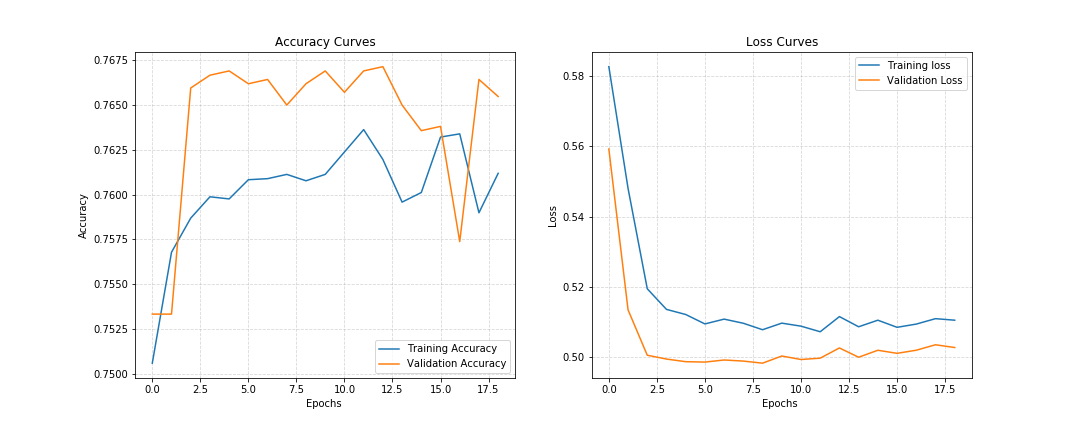 Accuracy Curves
0.7675
0.7650
0.7625
0.7600
0.7575
0.7550
0.7525
0.7500
Accuracy
0.0 2.5 5.0 7.5 10.0 12.5 15.0 17.5
Epochs
Training Accuracy
Validation Accuracy
Loss Curves
0.58
0.56
0.54
0.52
0.50
Loss
0.0 2.5 5.0 7.5 10.0 12.5 15.0 17.5
Epochs
Training loss
Validation Loss